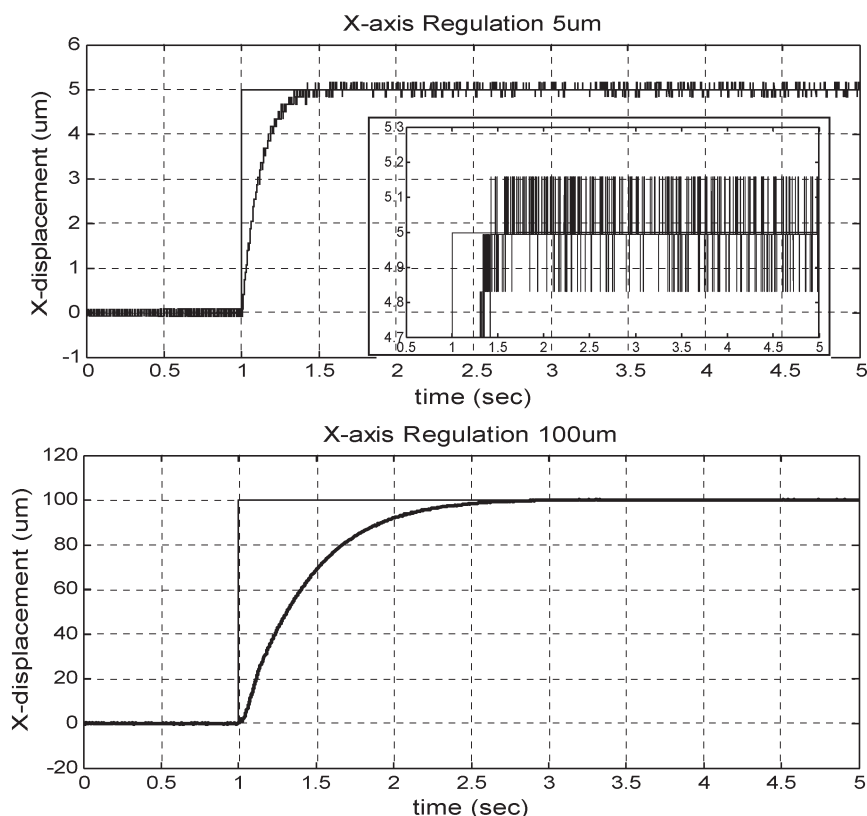 X-axis Regulation 5um
6
5
4
3
2
1
0
-1
X-displacement (um)
5.3
5.2
5.1
5
4.9
4.8
4.7
0.5 1 1.5 2 2.5 3 3.5 4 4.5 5
0 0.5 1 1.5 2 2.5 3 3.5 4 4.5 5
time (sec)
X-axis Regulation 100um
120
100
80
60
40
20
0
-20
X-displacement (um)
0 0.5 1 1.5 2 2.5 3 3.5 4 4.5 5
time (sec)